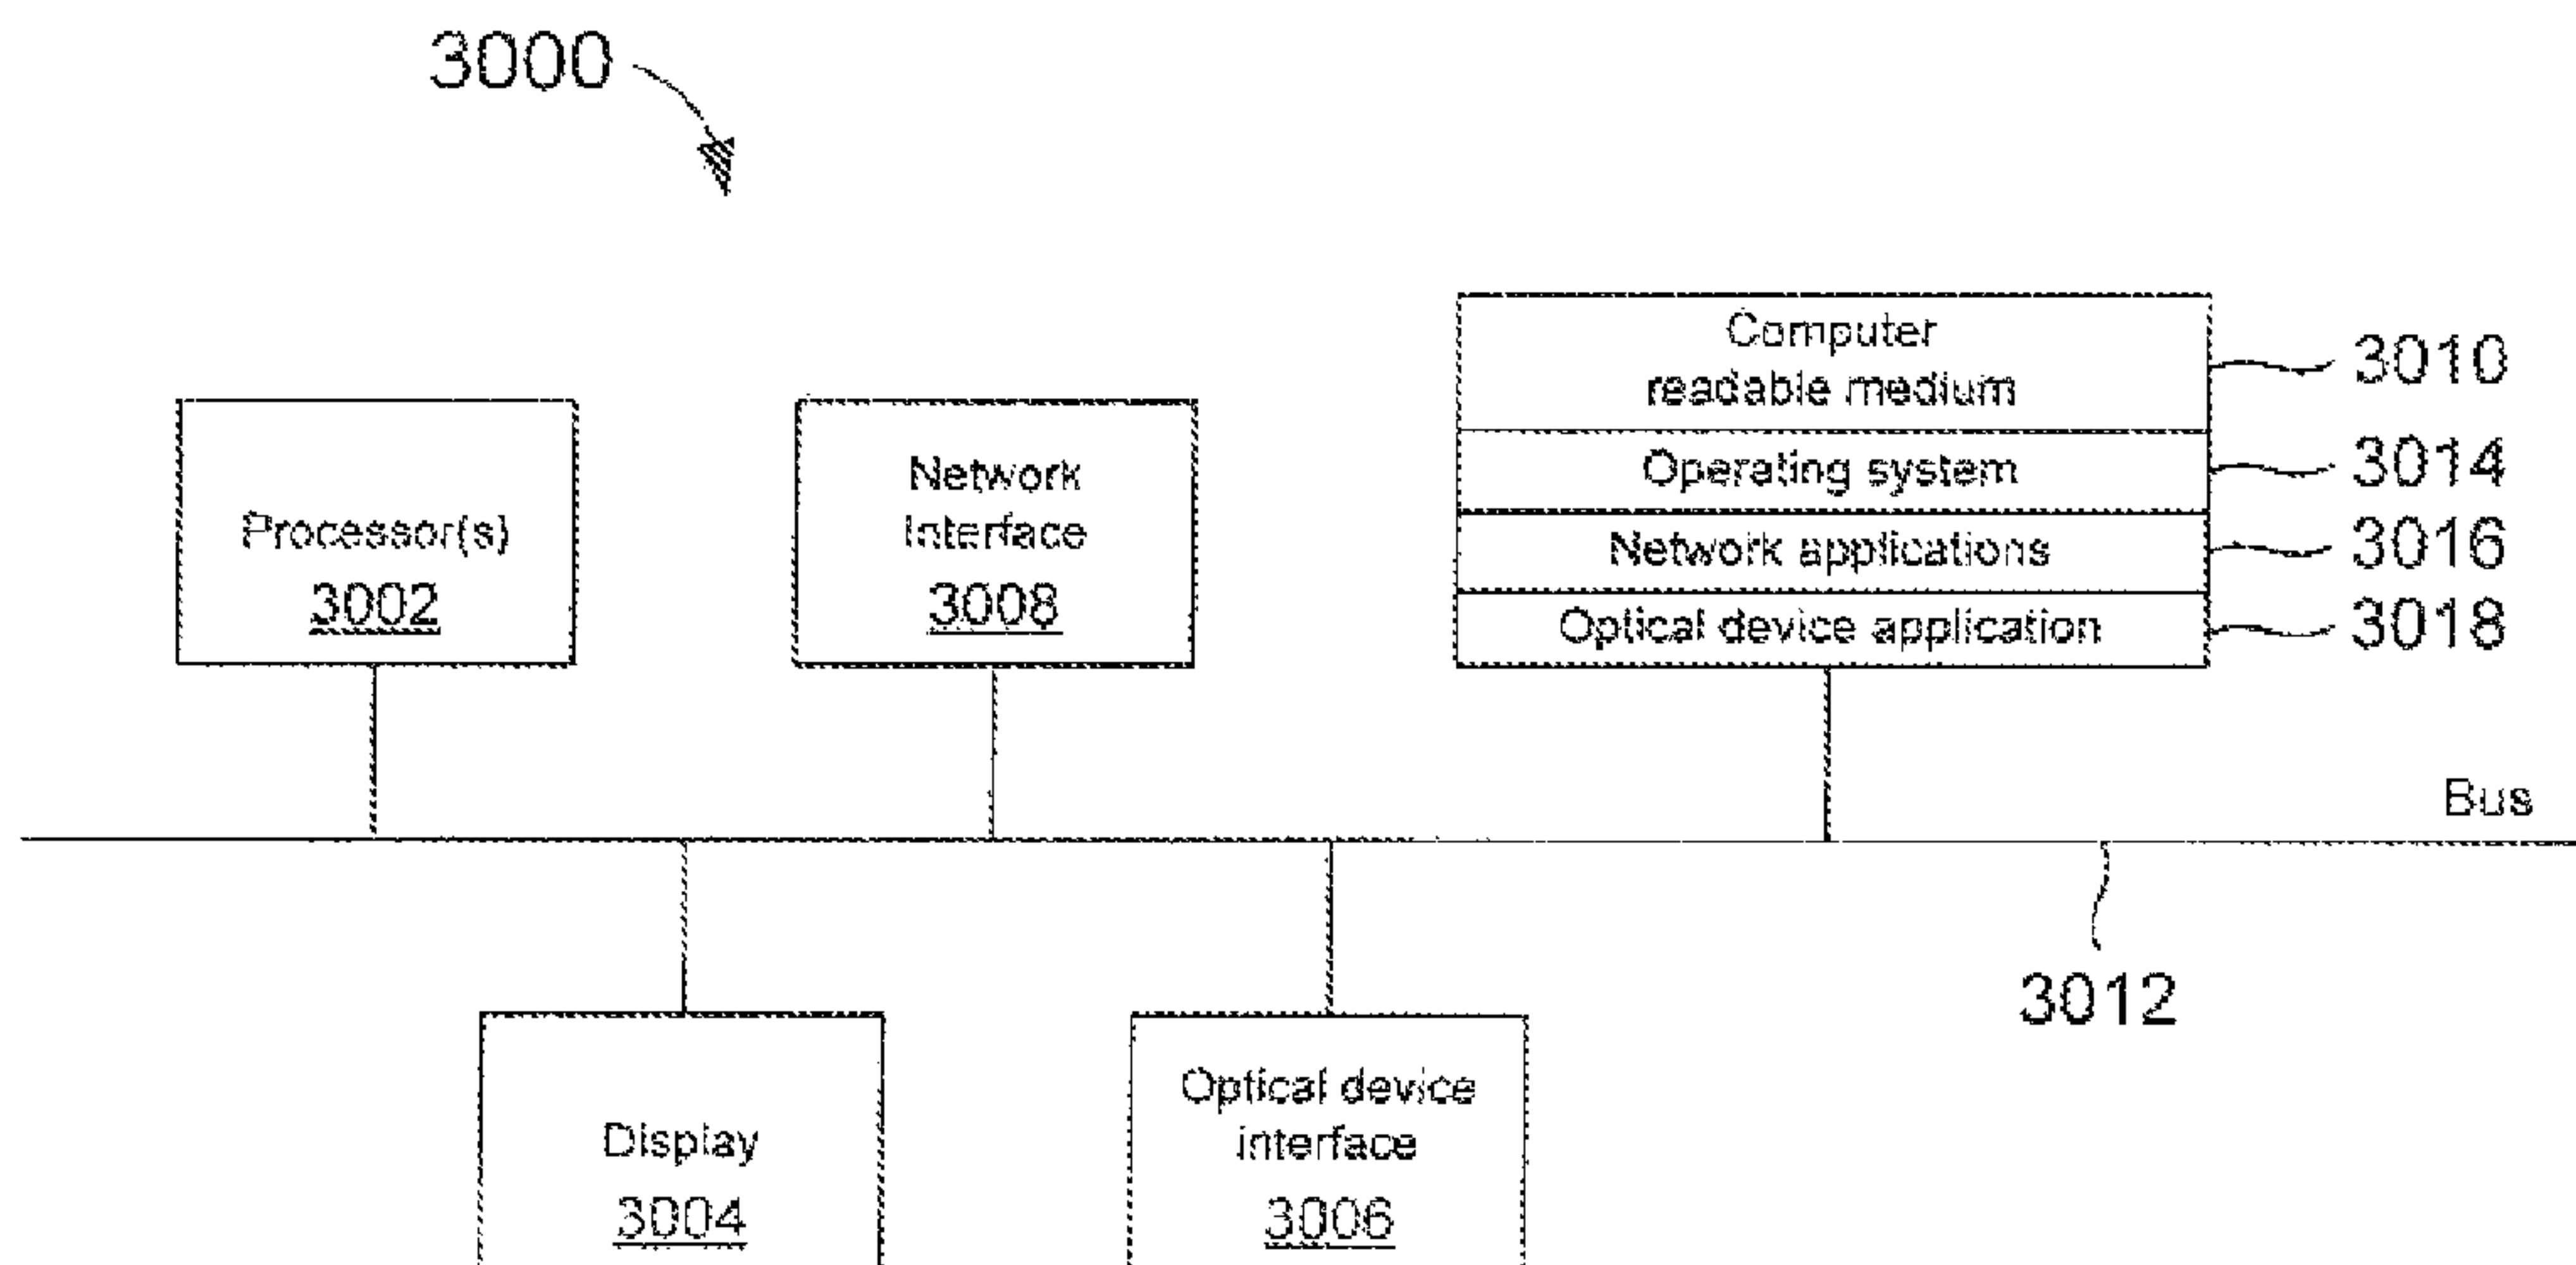 3000
Computer
readable medium
3010
Operating system
3014
Network applications
3016
Optical device application
3018
Processor(s)
3002
Network
Interface
3008
Bus
3012
Display
3004
Optical device
interface
3006